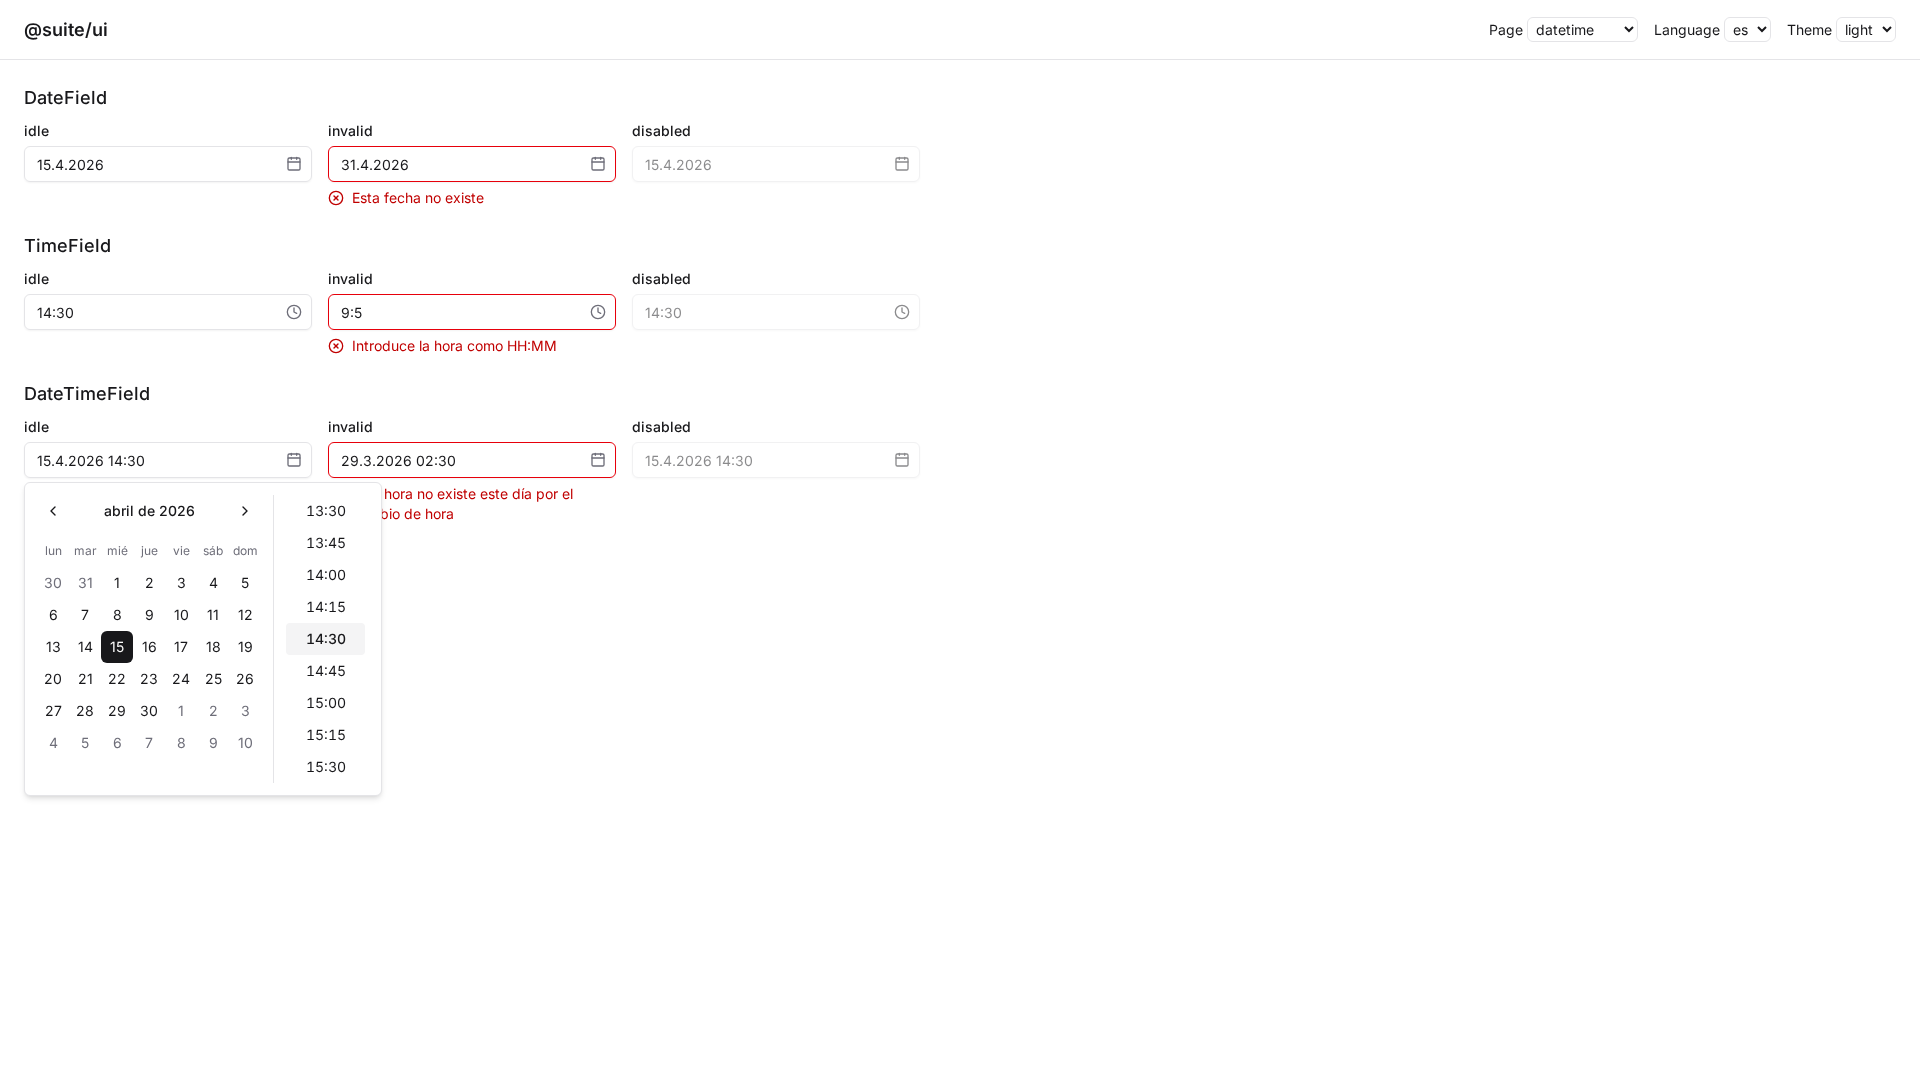 @suite/ui
Page datetime Language es Theme light
DateField
idle invalid disabled
15.4.2026 31.4.2026 15.4.2026
Esta fecha no existe
TimeField
idle invalid disabled
14:30 9:5 14:30
Introduce la hora como HH:MM
DateTimeField
idle invalid disabled
15.4.2026 14:30 29.3.2026 02:30 15.4.2026 14:30
hora no existe este día por el
bio de hora
abril de 2026
lun mar mié jue vie sáb dom
30 31 1 2 3 4 5
6 7 8 9 10 11 12
13 14 15 16 17 18 19
20 21 22 23 24 25 26
27 28 29 30 1 2 3
4 5 6 7 8 9 10
13:30
13:45
14:00
14:15
14:30
14:45
15:00
15:15
15:30